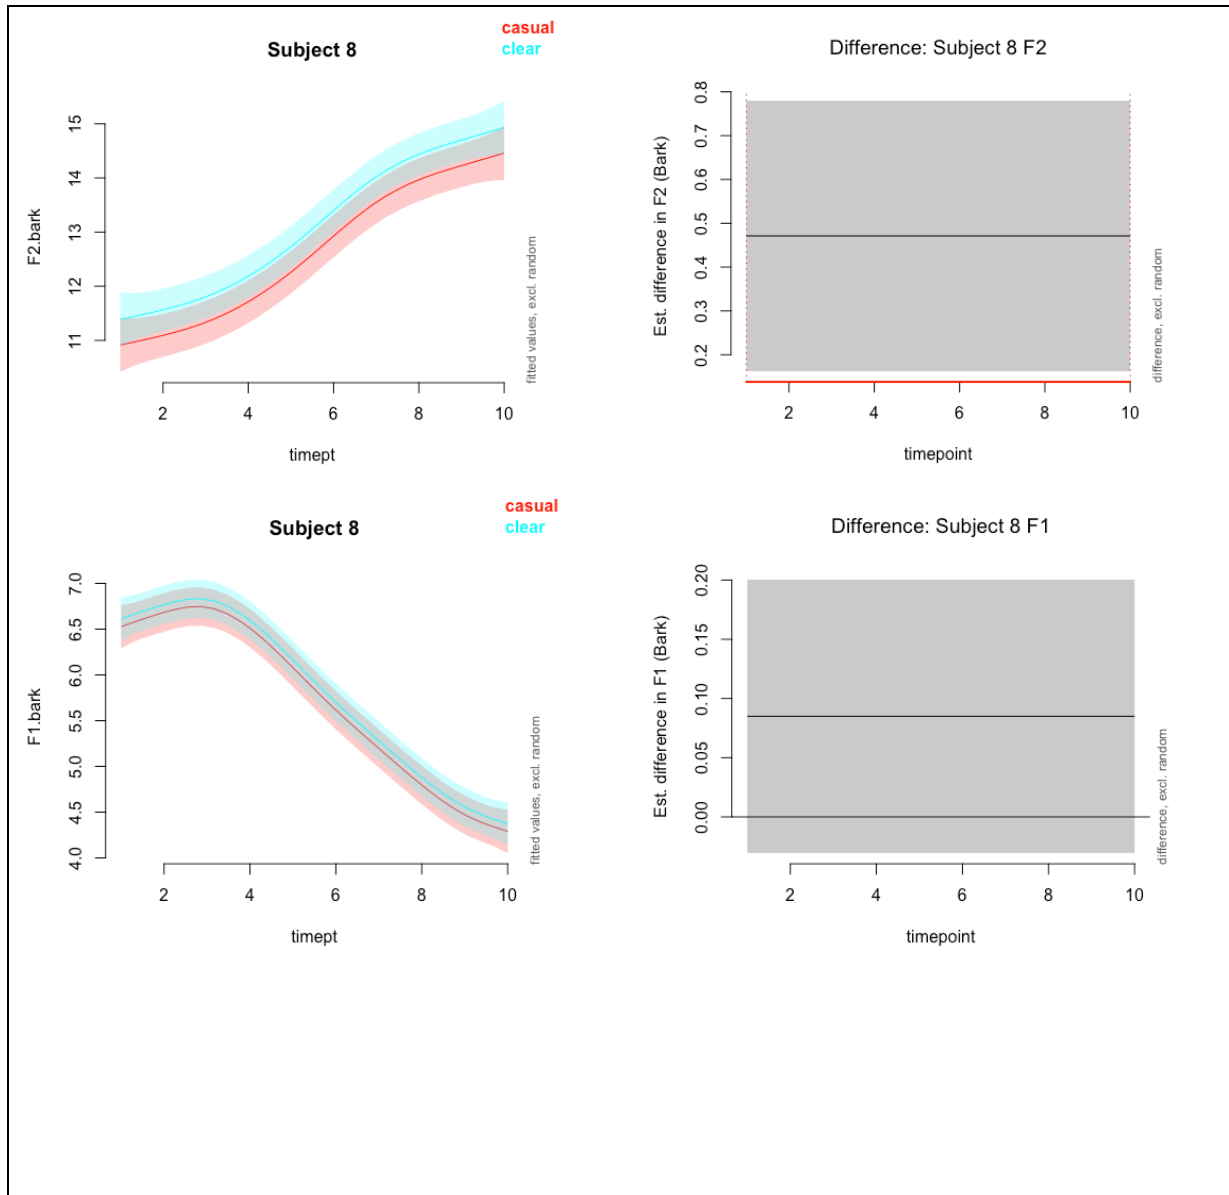 casual
clear
Subject 8
F2.bark
15
14
13
12
11
fitted values, excl. random
2 4 6 8 10
timept
Difference: Subject 8 F2
Est. difference in F2 (Bark)
0.8
0.7
0.6
0.5
0.4
0.3
0.2
difference, excl. random
2 4 6 8 10
timepoint
casual
clear
Subject 8
F1.bark
7.0
6.5
6.0
5.5
5.0
4.5
4.0
fitted values, excl. random
2 4 6 8 10
timept
Difference: Subject 8 F1
Est. difference in F1 (Bark)
0.20
0.15
0.10
0.05
0.00
difference, excl. random
2 4 6 8 10
timepoint